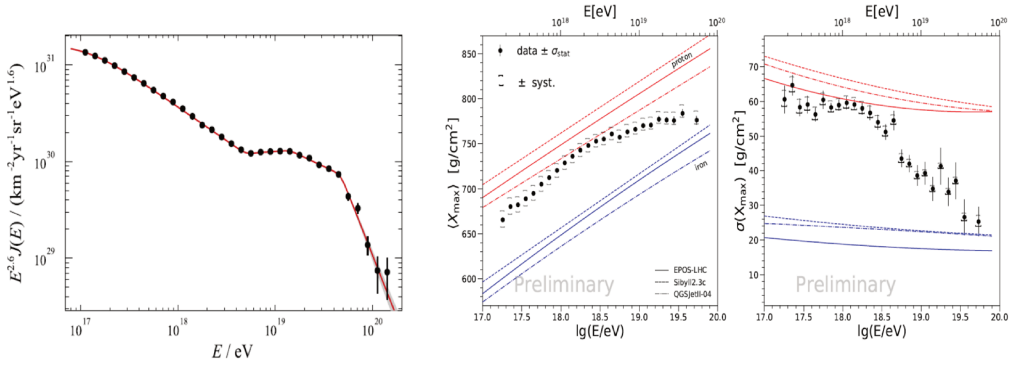 E^2.6 J(E) / (km^-2 yr^-1 sr^-1 eV^1.6)
10^31
10^30
10^29
10^17
10^18
10^19
10^20
E / eV
E[eV]
10^18
10^19
10^20
⟨X_max⟩ [g/cm²]
850
800
750
700
650
600
data ± σ_stat
± syst.
proton
iron
EPOS-LHC
Sibyll2.3c
QGSJetII-04
Preliminary
17.0
17.5
18.0
18.5
19.0
19.5
20.0
lg(E/eV)
E[eV]
10^18
10^19
10^20
σ(X_max) [g/cm²]
70
60
50
40
30
20
10
Preliminary
17.0
17.5
18.0
18.5
19.0
19.5
20.0
lg(E/eV)